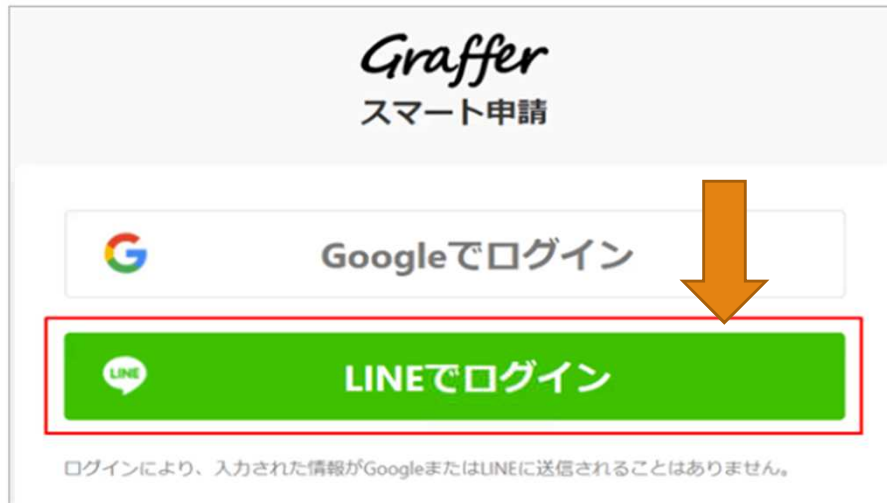 Graffer
スマート申請
Googleでログイン
LINE
LINEでログイン
ログインにより、入力された情報がGoogleまたはLINEに送信されることはありません。